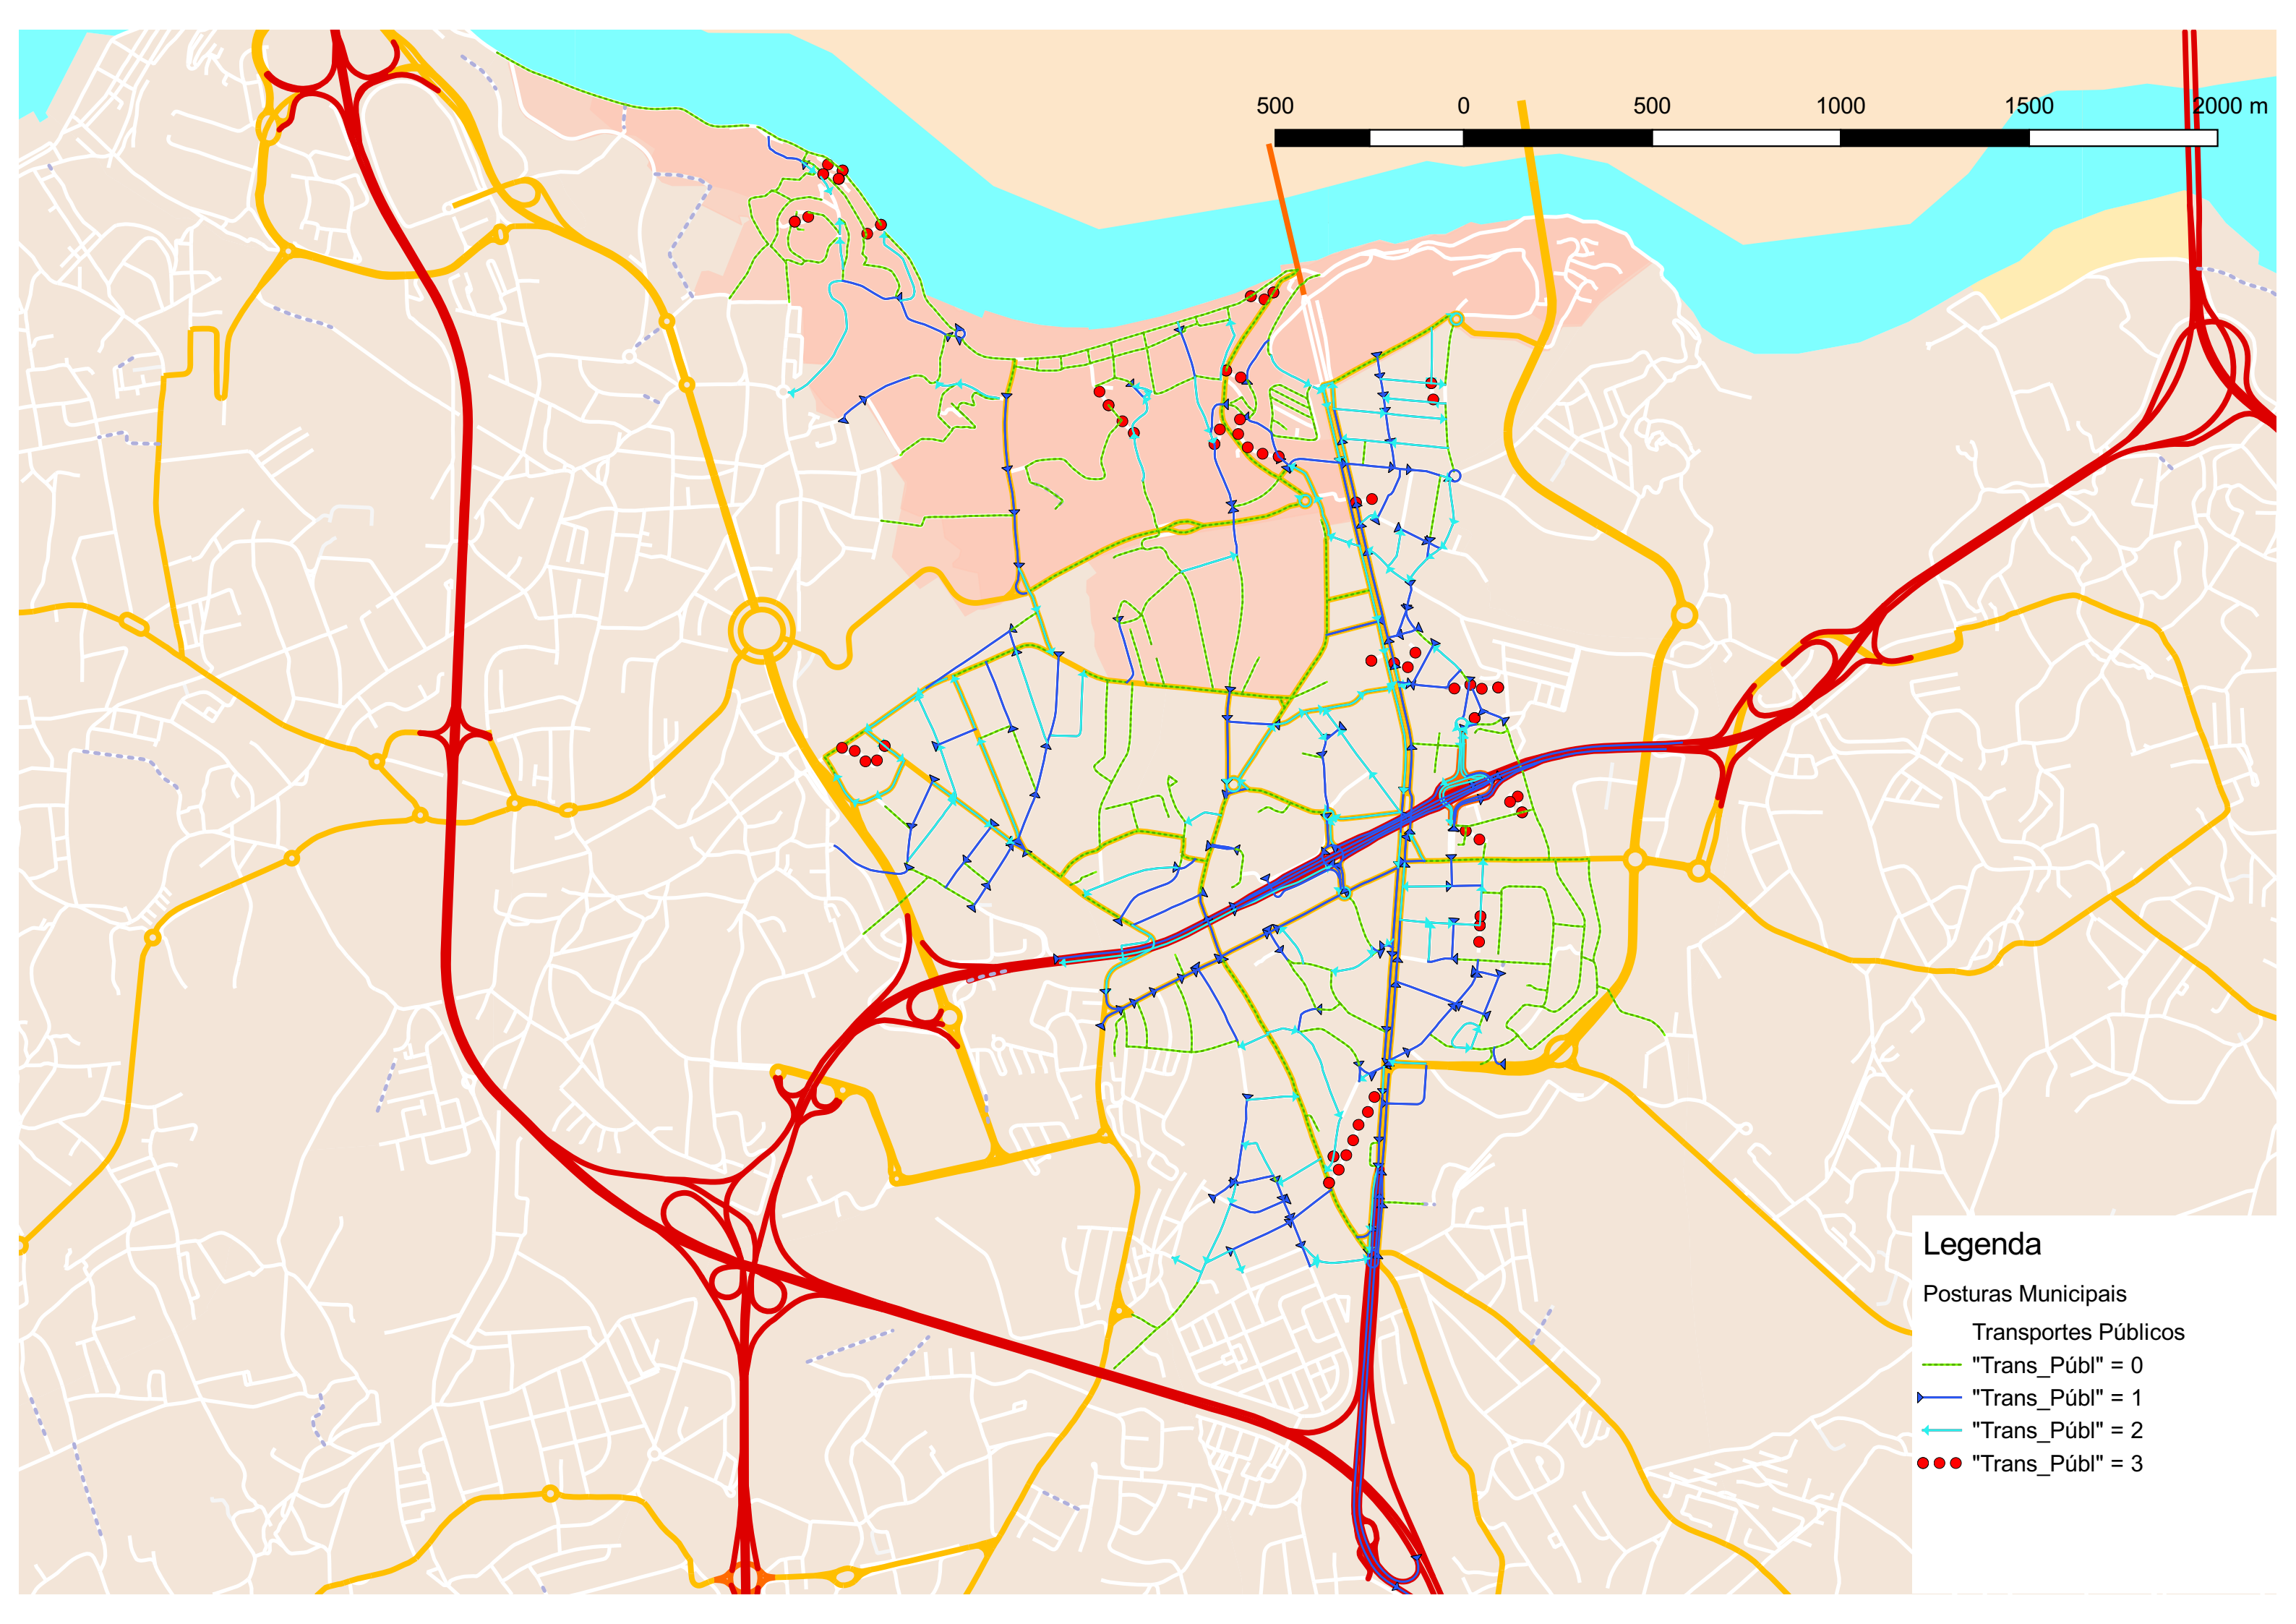 500 0 500 1000 1500 2000 m
Legenda
Posturas Municipais
Transportes Públicos
"Trans_Públ" = 0
"Trans_Públ" = 1
"Trans_Públ" = 2
"Trans_Públ" = 3